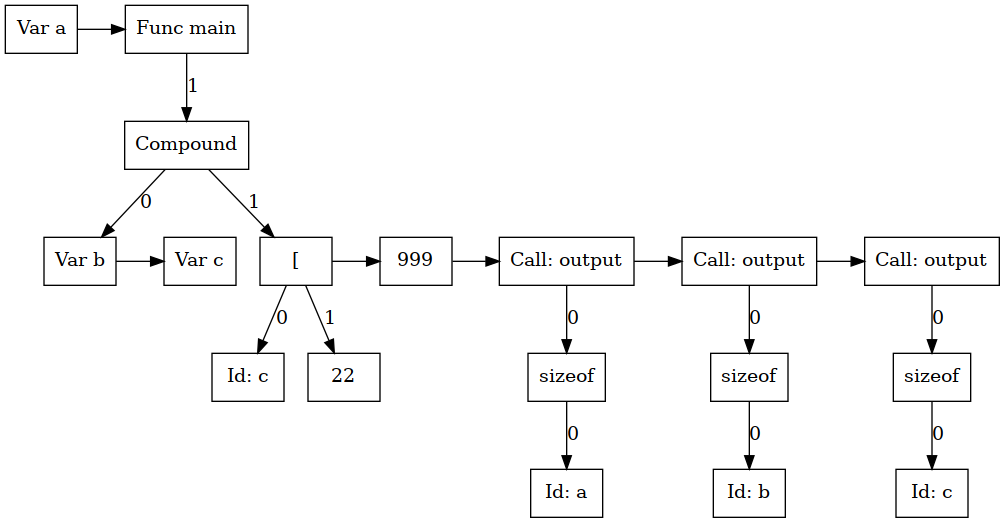 Var a
Func main
1
Compound
0
1
Var b
Var c
[
999
Call: output
Call: output
Call: output
0
1
0
0
0
Id: c
22
sizeof
sizeof
sizeof
0
0
0
Id: a
Id: b
Id: c